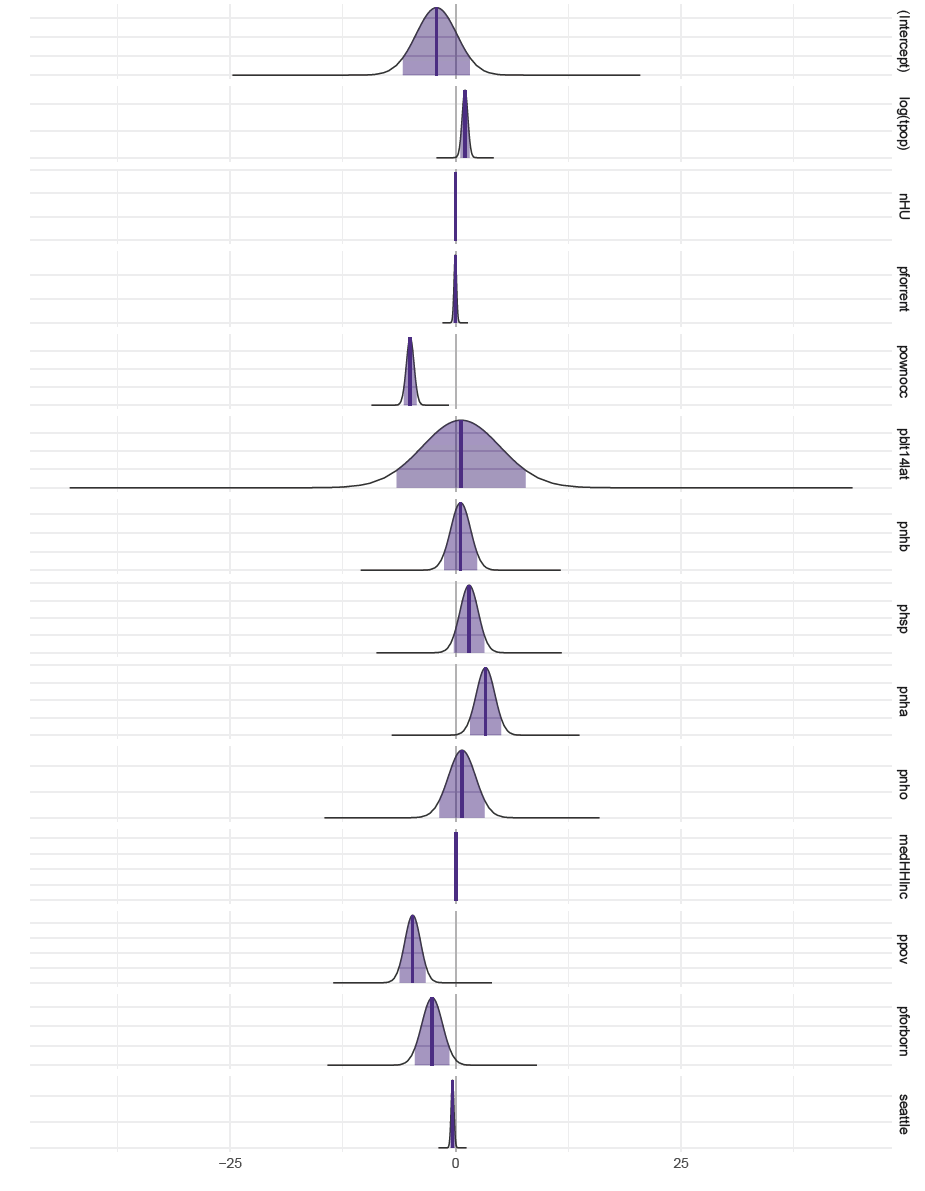 (Intercept)
log(tpop)
nHU
pforrent
pownocc
pblt14lat
pnhb
phsp
pnha
pnho
medHHInc
ppov
pforborn
seattle
−25 0 25